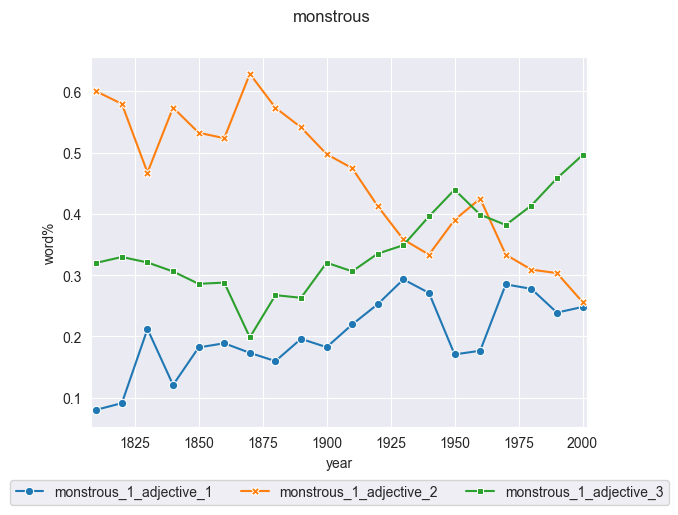 monstrous
0.6
0.5
0.4
0.3
0.2
0.1
word%
1825 1850 1875 1900 1925 1950 1975 2000
year
monstrous_1_adjective_1 monstrous_1_adjective_2 monstrous_1_adjective_3